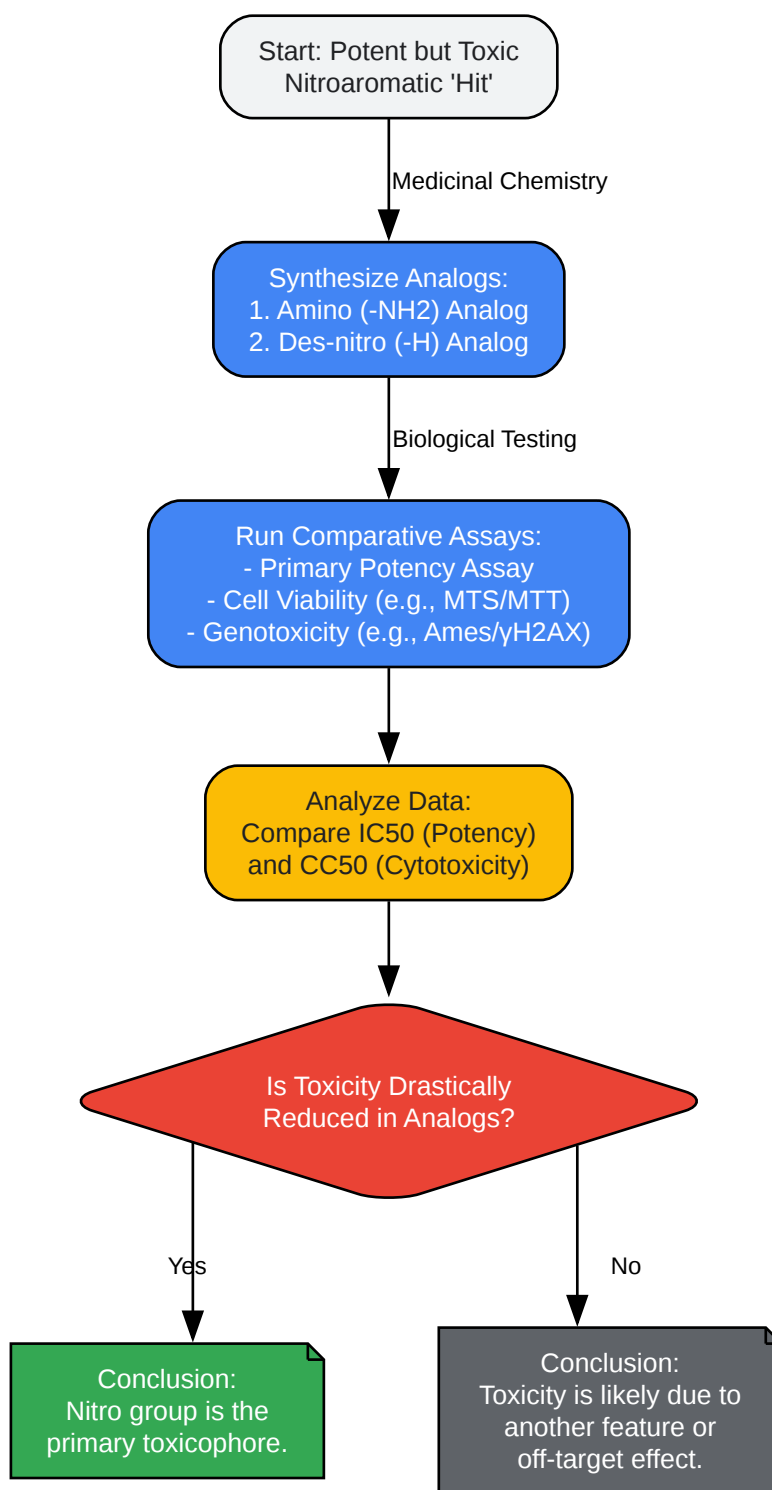 Start: Potent but Toxic
Nitroaromatic 'Hit'
Medicinal Chemistry
Synthesize Analogs:
1. Amino (-NH2) Analog
2. Des-nitro (-H) Analog
Biological Testing
Run Comparative Assays:
- Primary Potency Assay
- Cell Viability (e.g., MTS/MTT)
- Genotoxicity (e.g., Ames/γH2AX)
Analyze Data:
Compare IC50 (Potency)
and CC50 (Cytotoxicity)
Is Toxicity Drastically
Reduced in Analogs?
Yes
No
Conclusion:
Nitro group is the
primary toxicophore.
Conclusion:
Toxicity is likely due to
another feature or
off-target effect.